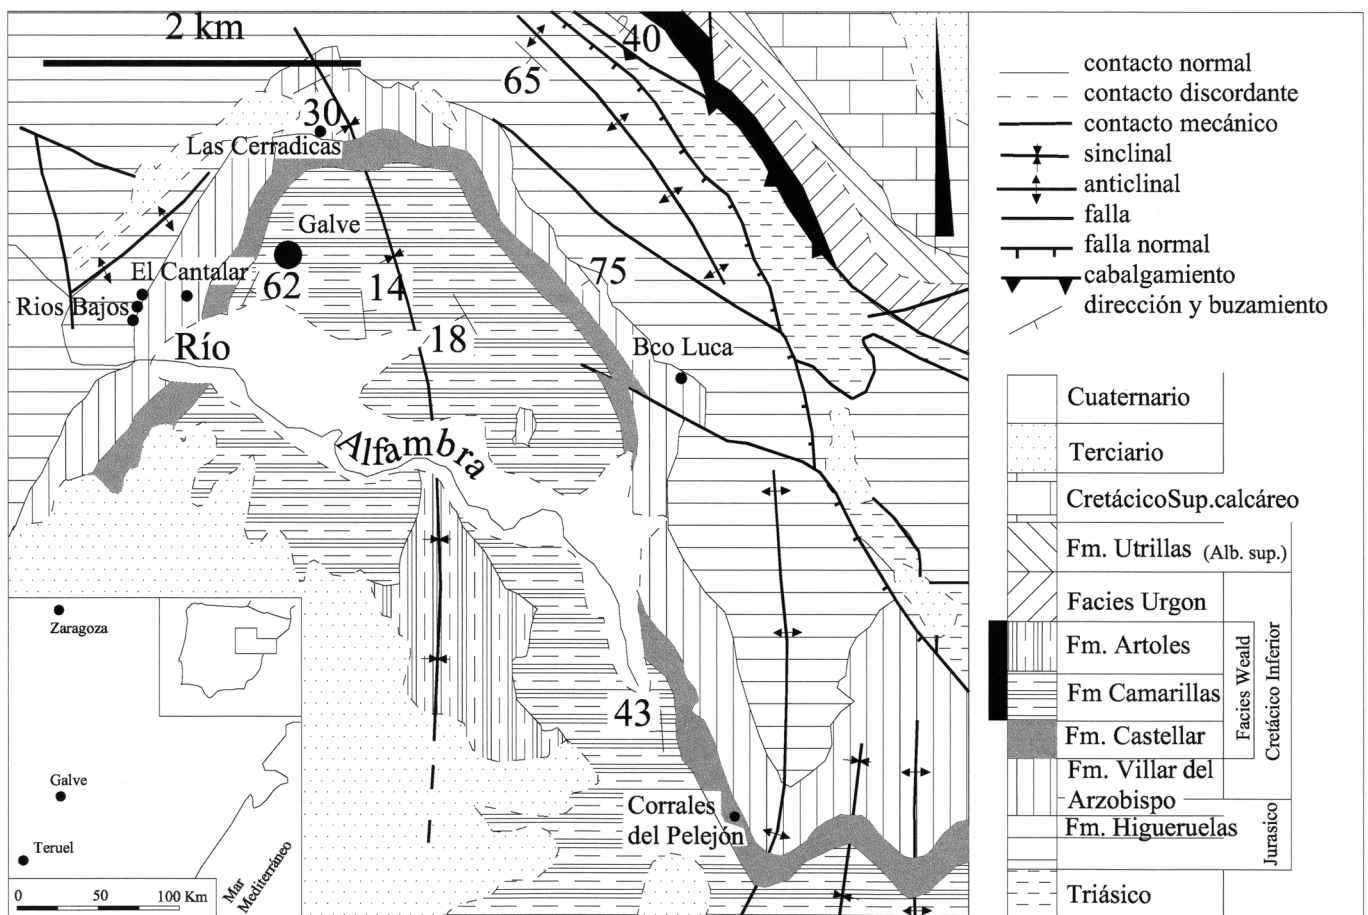 2 km
40
65
30
Las Cerradicas
Galve
El Cantalar
62
14
75
Rios Bajos
Río
18
Bco Luca
Alfambra
43
Corrales
del Pelejón
Zaragoza
Galve
Teruel
Mar
Mediterráneo
0 50 100 Km
contacto normal
contacto discordante
contacto mecánico
sinclinal
anticlinal
falla
falla normal
cabalgamiento
dirección y buzamiento
Cuaternario
Terciario
CretácicoSup.calcáreo
Fm. Utrillas (Alb. sup.)
Facies Urgon
Fm. Artoles
Fm Camarillas
Fm. Castellar
Fm. Villar del
Arzobispo
Fm. Higueruelas
Triásico
Facies Weald
Cretácico Inferior
Jurasico